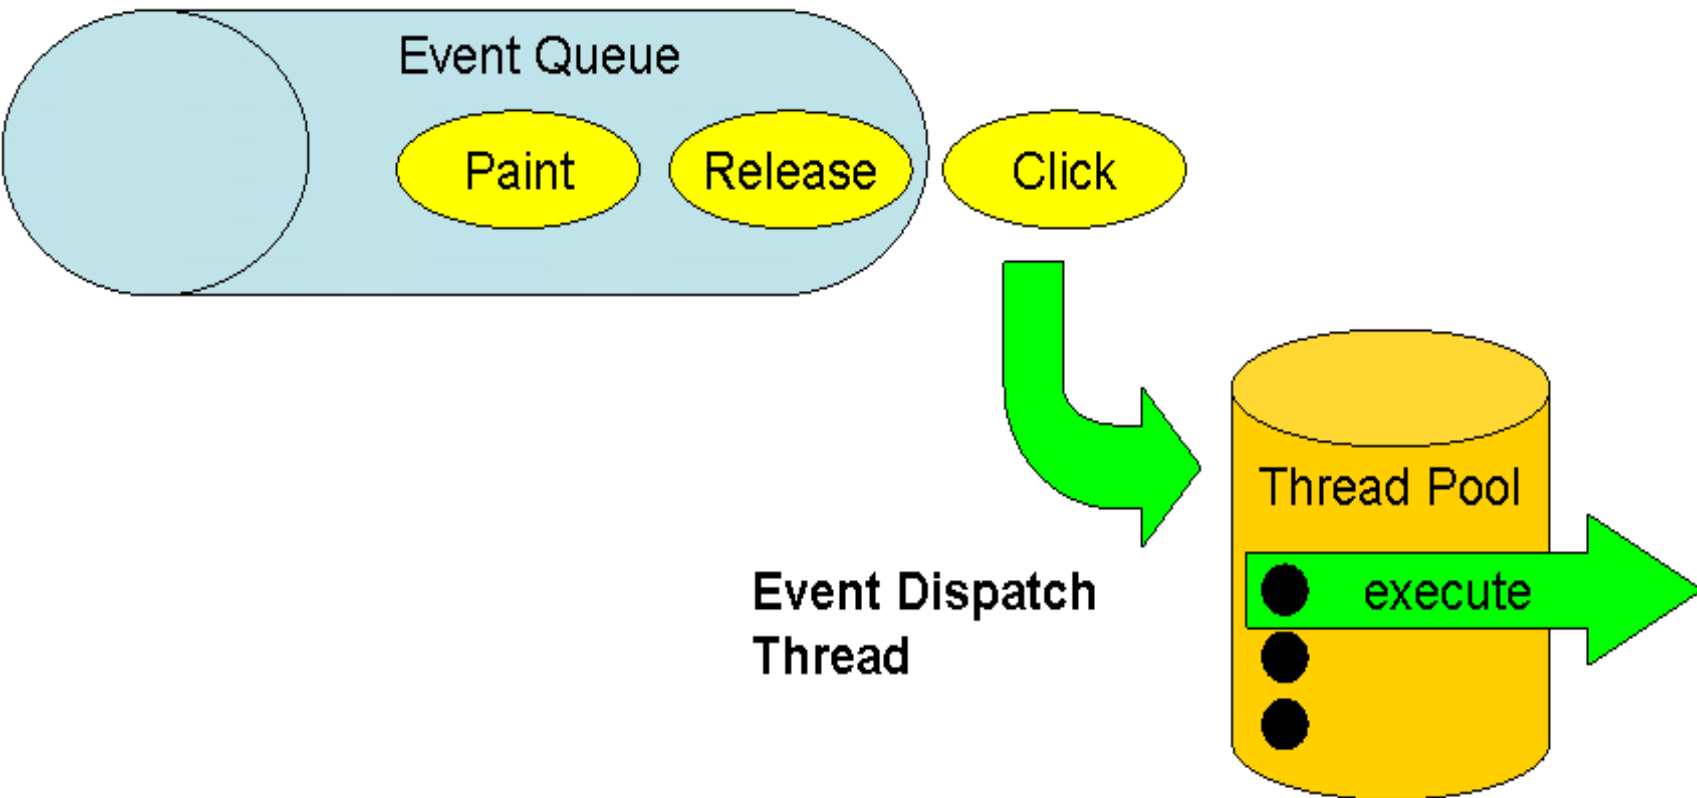 Event Queue
Paint
Release
Click
Thread Pool
execute
Event Dispatch
Thread